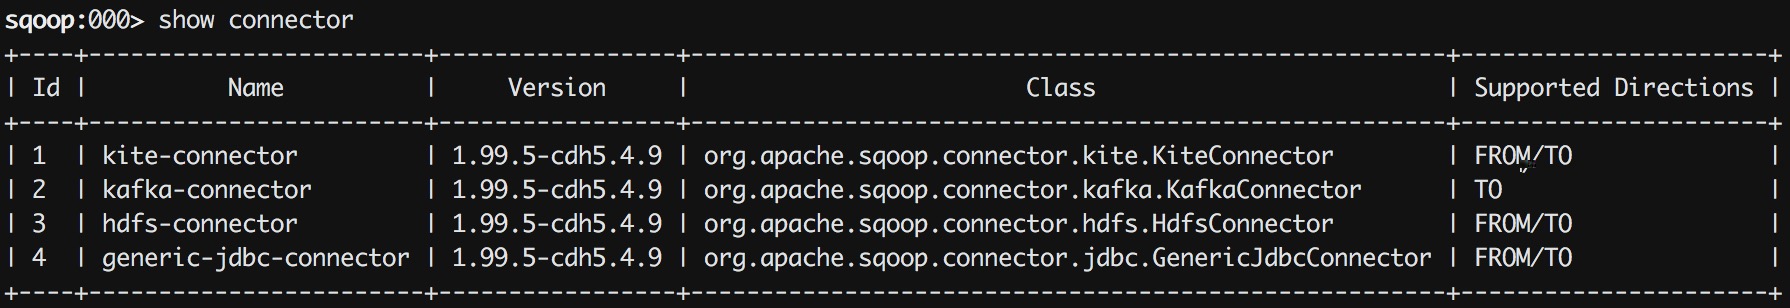 sqoop:000> show connector
+----+------------------------+-----------------+------------------------------------------------------+----------------------+
| Id |          Name          |     Version     |                        Class                         | Supported Directions |
+----+------------------------+-----------------+------------------------------------------------------+----------------------+
| 1  | kite-connector         | 1.99.5-cdh5.4.9 | org.apache.sqoop.connector.kite.KiteConnector        | FROM/TO              |
| 2  | kafka-connector        | 1.99.5-cdh5.4.9 | org.apache.sqoop.connector.kafka.KafkaConnector      | TO                   |
| 3  | hdfs-connector         | 1.99.5-cdh5.4.9 | org.apache.sqoop.connector.hdfs.HdfsConnector        | FROM/TO              |
| 4  | generic-jdbc-connector | 1.99.5-cdh5.4.9 | org.apache.sqoop.connector.jdbc.GenericJdbcConnector | FROM/TO              |
+----+------------------------+-----------------+------------------------------------------------------+----------------------+